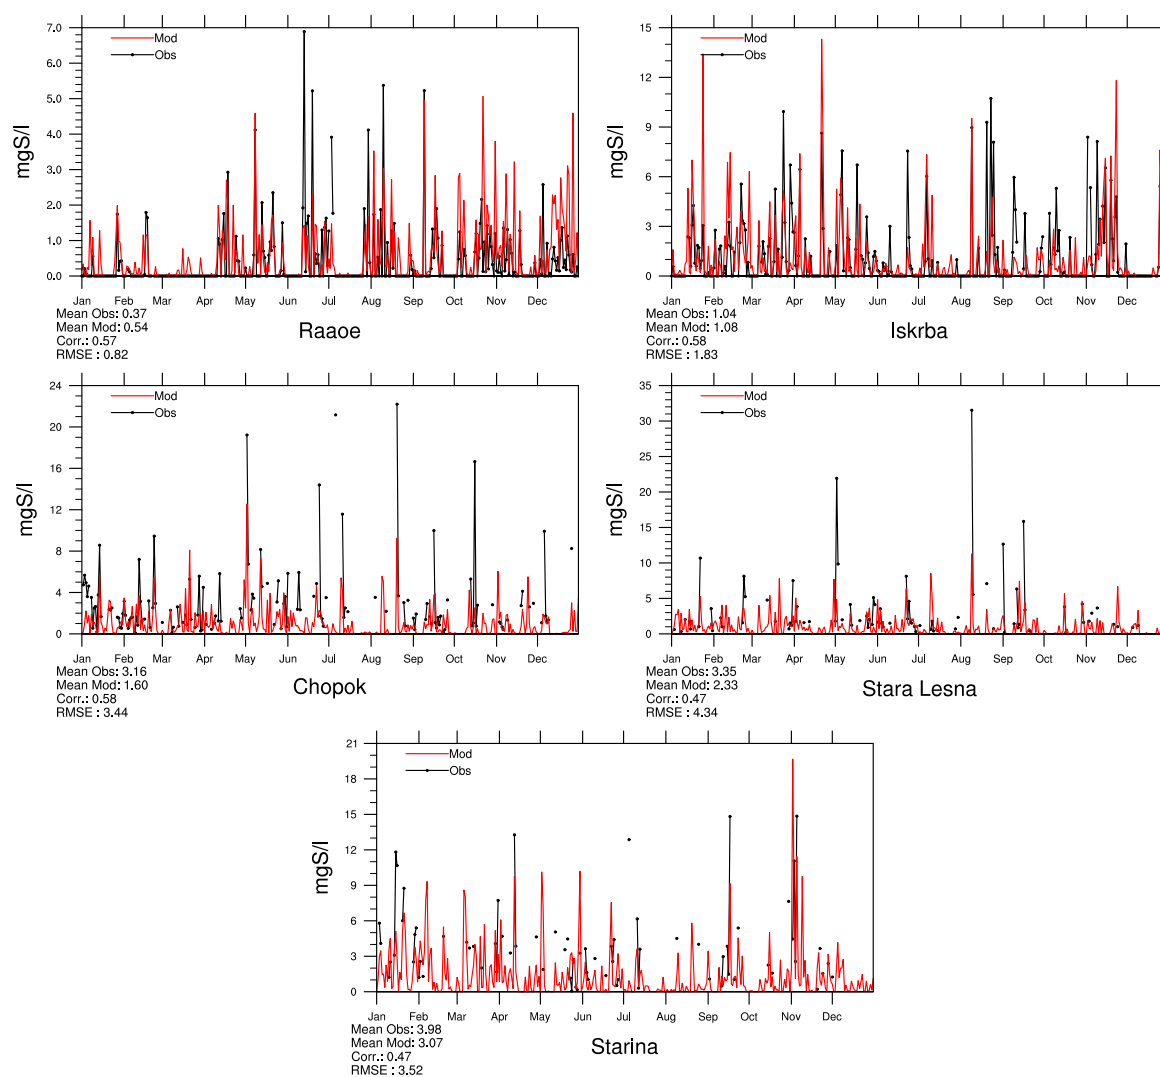 7.0
6.0
5.0
4.0
3.0
2.0
1.0
0.0
mgS/l
Mod
Obs
Jan Feb Mar Apr May Jun Jul Aug Sep Oct Nov Dec
Mean Obs: 0.37
Mean Mod: 0.54
Corr.: 0.57
RMSE : 0.82
Raaoe
15
12
9
6
3
0
mgS/l
Mod
Obs
Jan Feb Mar Apr May Jun Jul Aug Sep Oct Nov Dec
Mean Obs: 1.04
Mean Mod: 1.08
Corr.: 0.58
RMSE : 1.83
Iskrba
24
20
16
12
8
4
0
mgS/l
Mod
Obs
Jan Feb Mar Apr May Jun Jul Aug Sep Oct Nov Dec
Mean Obs: 3.16
Mean Mod: 1.60
Corr.: 0.58
RMSE : 3.44
Chopok
35
30
25
20
15
10
5
0
mgS/l
Mod
Obs
Jan Feb Mar Apr May Jun Jul Aug Sep Oct Nov Dec
Mean Obs: 3.35
Mean Mod: 2.33
Corr.: 0.47
RMSE : 4.34
Stara Lesna
21
18
15
12
9
6
3
0
mgS/l
Mod
Obs
Jan Feb Mar Apr May Jun Jul Aug Sep Oct Nov Dec
Mean Obs: 3.98
Mean Mod: 3.07
Corr.: 0.47
RMSE : 3.52
Starina